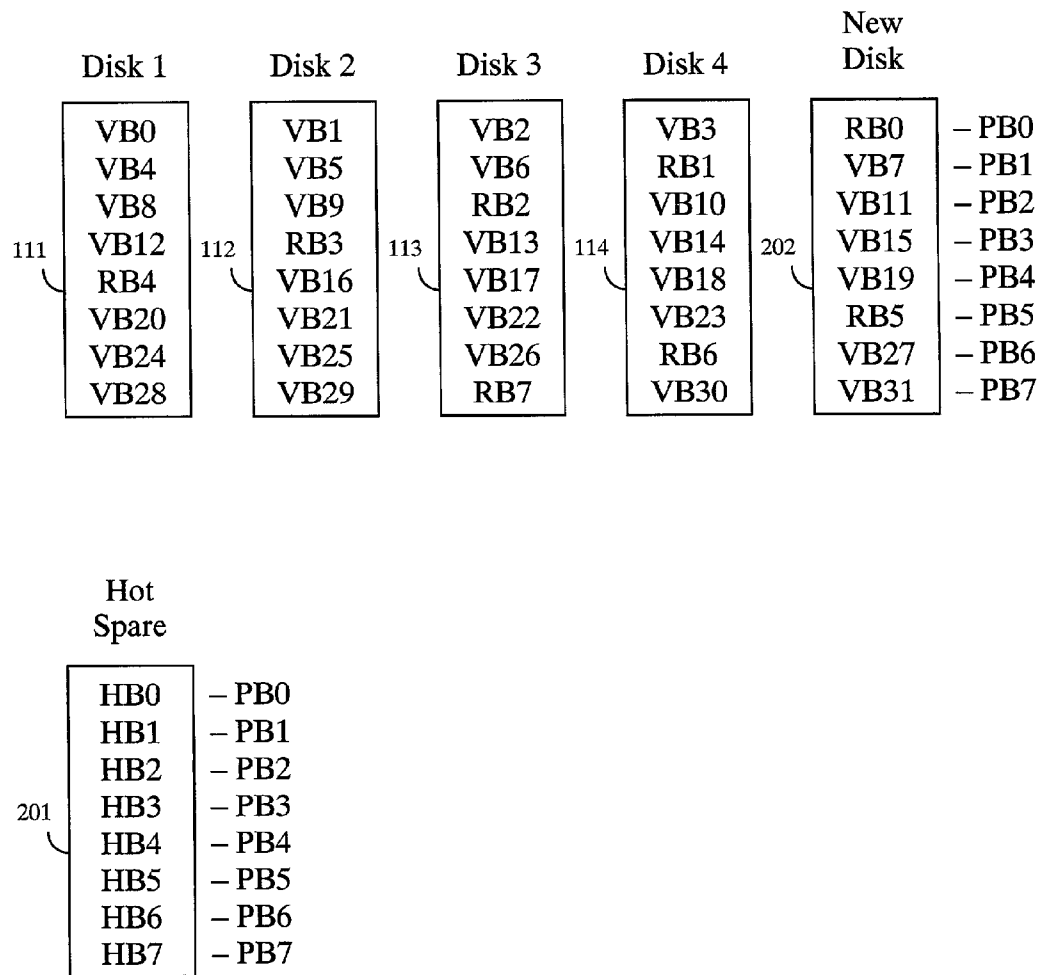 New
Disk 1 Disk 2 Disk 3 Disk 4 Disk
VB0 VB1 VB2 VB3 RB0 – PB0
VB4 VB5 VB6 RB1 VB7 – PB1
VB8 VB9 RB2 VB10 VB11 – PB2
111 VB12 112 RB3 113 VB13 114 VB14 202 VB15 – PB3
RB4 VB16 VB17 VB18 VB19 – PB4
VB20 VB21 VB22 VB23 RB5 – PB5
VB24 VB25 VB26 RB6 VB27 – PB6
VB28 VB29 RB7 VB30 VB31 – PB7
Hot
Spare
HB0 – PB0
HB1 – PB1
HB2 – PB2
201 HB3 – PB3
HB4 – PB4
HB5 – PB5
HB6 – PB6
HB7 – PB7